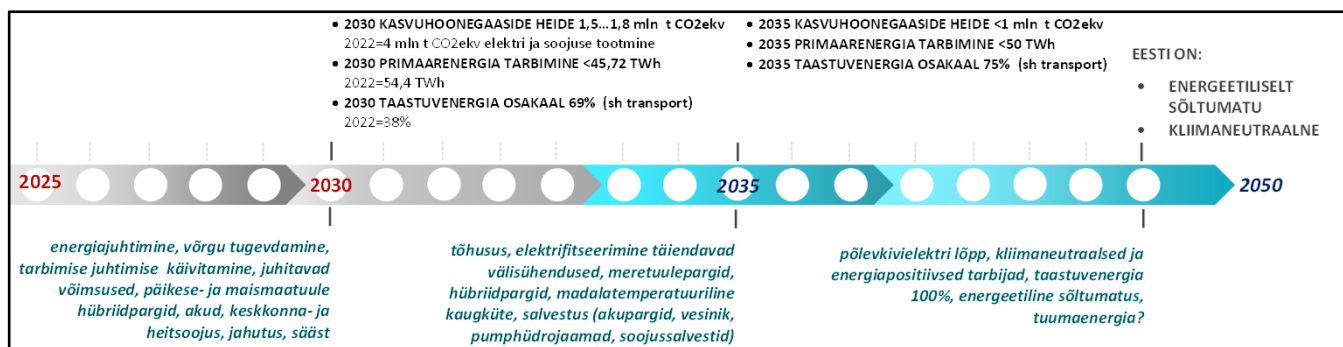 • 2030 KASVUHOONEGAASIDE HEIDE 1,5...1,8 mln t CO2ekv
2022=4 mln t CO2ekv elektri ja soojuse tootmine
• 2030 PRIMAARENERGIA TARBIMINE <45,72 TWh
2022=54,4 TWh
• 2030 TAASTUVENERGIA OSAKAAL 69% (sh transport)
2022=38%
• 2035 KASVUHOONEGAASIDE HEIDE <1 mln t CO2ekv
• 2035 PRIMAARENERGIA TARBIMINE <50 TWh
• 2035 TAASTUVENERGIA OSAKAAL 75% (sh transport)
EESTI ON:
• ENERGEETILISELT
SÕLTUMATU
• KLIIMANEUTRAALNE
2025
2030
2035
2050
energiajuhtimine, võrgu tugevdamine,
tarbimise juhtimise käivitamine, juhitavad
võimsused, päikese- ja maismaatuule
hübriidpargid, akud, keskkonna- ja
heitsoojus, jahutus, sääst
tõhusus, elektrifitseerimine täiendavad
välisühendused, meretuulepargid,
hübriidpargid, madalatemperatuuriline
kaugküte, salvestus (akupargid, vesinik,
pumphüdrojaamad, soojussalvestid)
põlevkivielektri lõpp, kliimaneutraalsed ja
energiapositiivsed tarbijad, taastuvenergia
100%, energeetiline sõltumatus,
tuumaenergia?